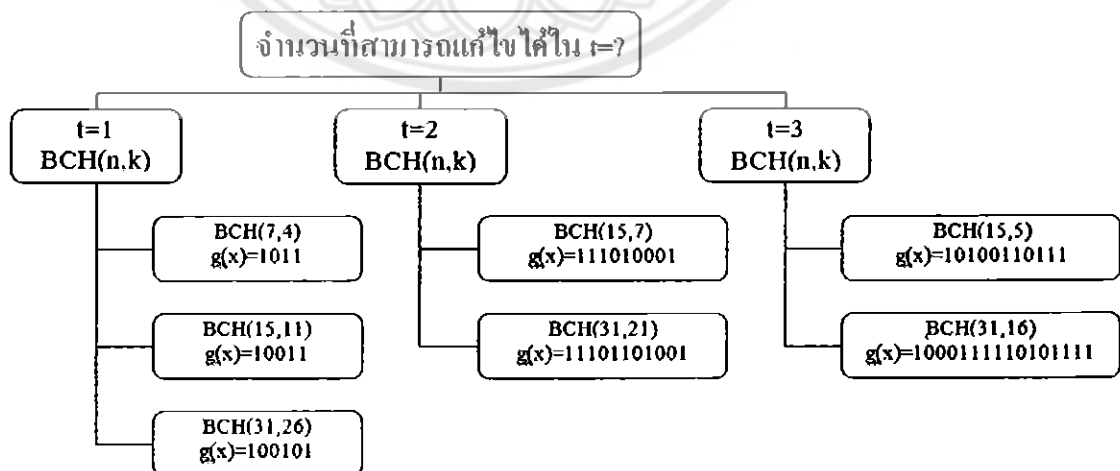 จำนวนที่สามารถแก้ไขได้ใน t=?
t=1
BCH(n,k)
t=2
BCH(n,k)
t=3
BCH(n,k)
BCH(7,4)
g(x)=1011
BCH(15,11)
g(x)=10011
BCH(31,26)
g(x)=100101
BCH(15,7)
g(x)=111010001
BCH(31,21)
g(x)=11101101001
BCH(15,5)
g(x)=10100110111
BCH(31,16)
g(x)=1000111110101111